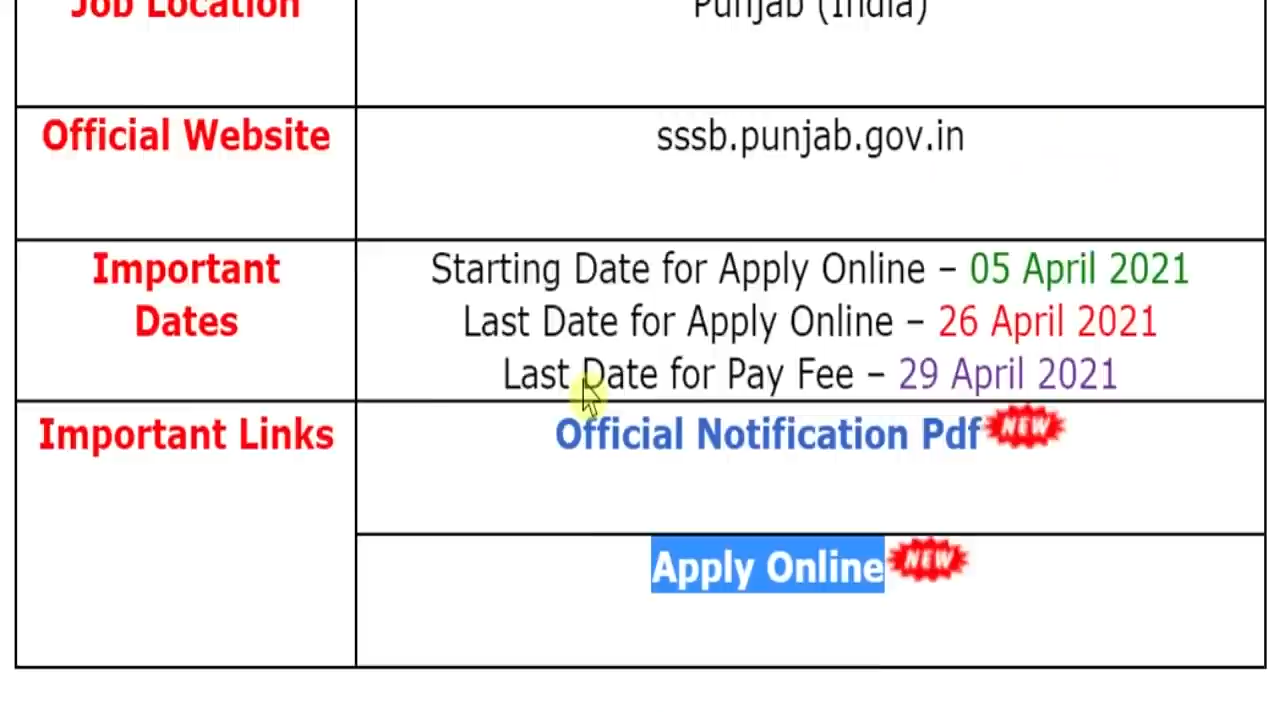 Job Location
Punjab (India)
Official Website
sssb.punjab.gov.in
Important
Dates
Starting Date for Apply Online – 05 April 2021
Last Date for Apply Online – 26 April 2021
Last Date for Pay Fee – 29 April 2021
Important Links
Official Notification Pdf NEW
Apply Online NEW